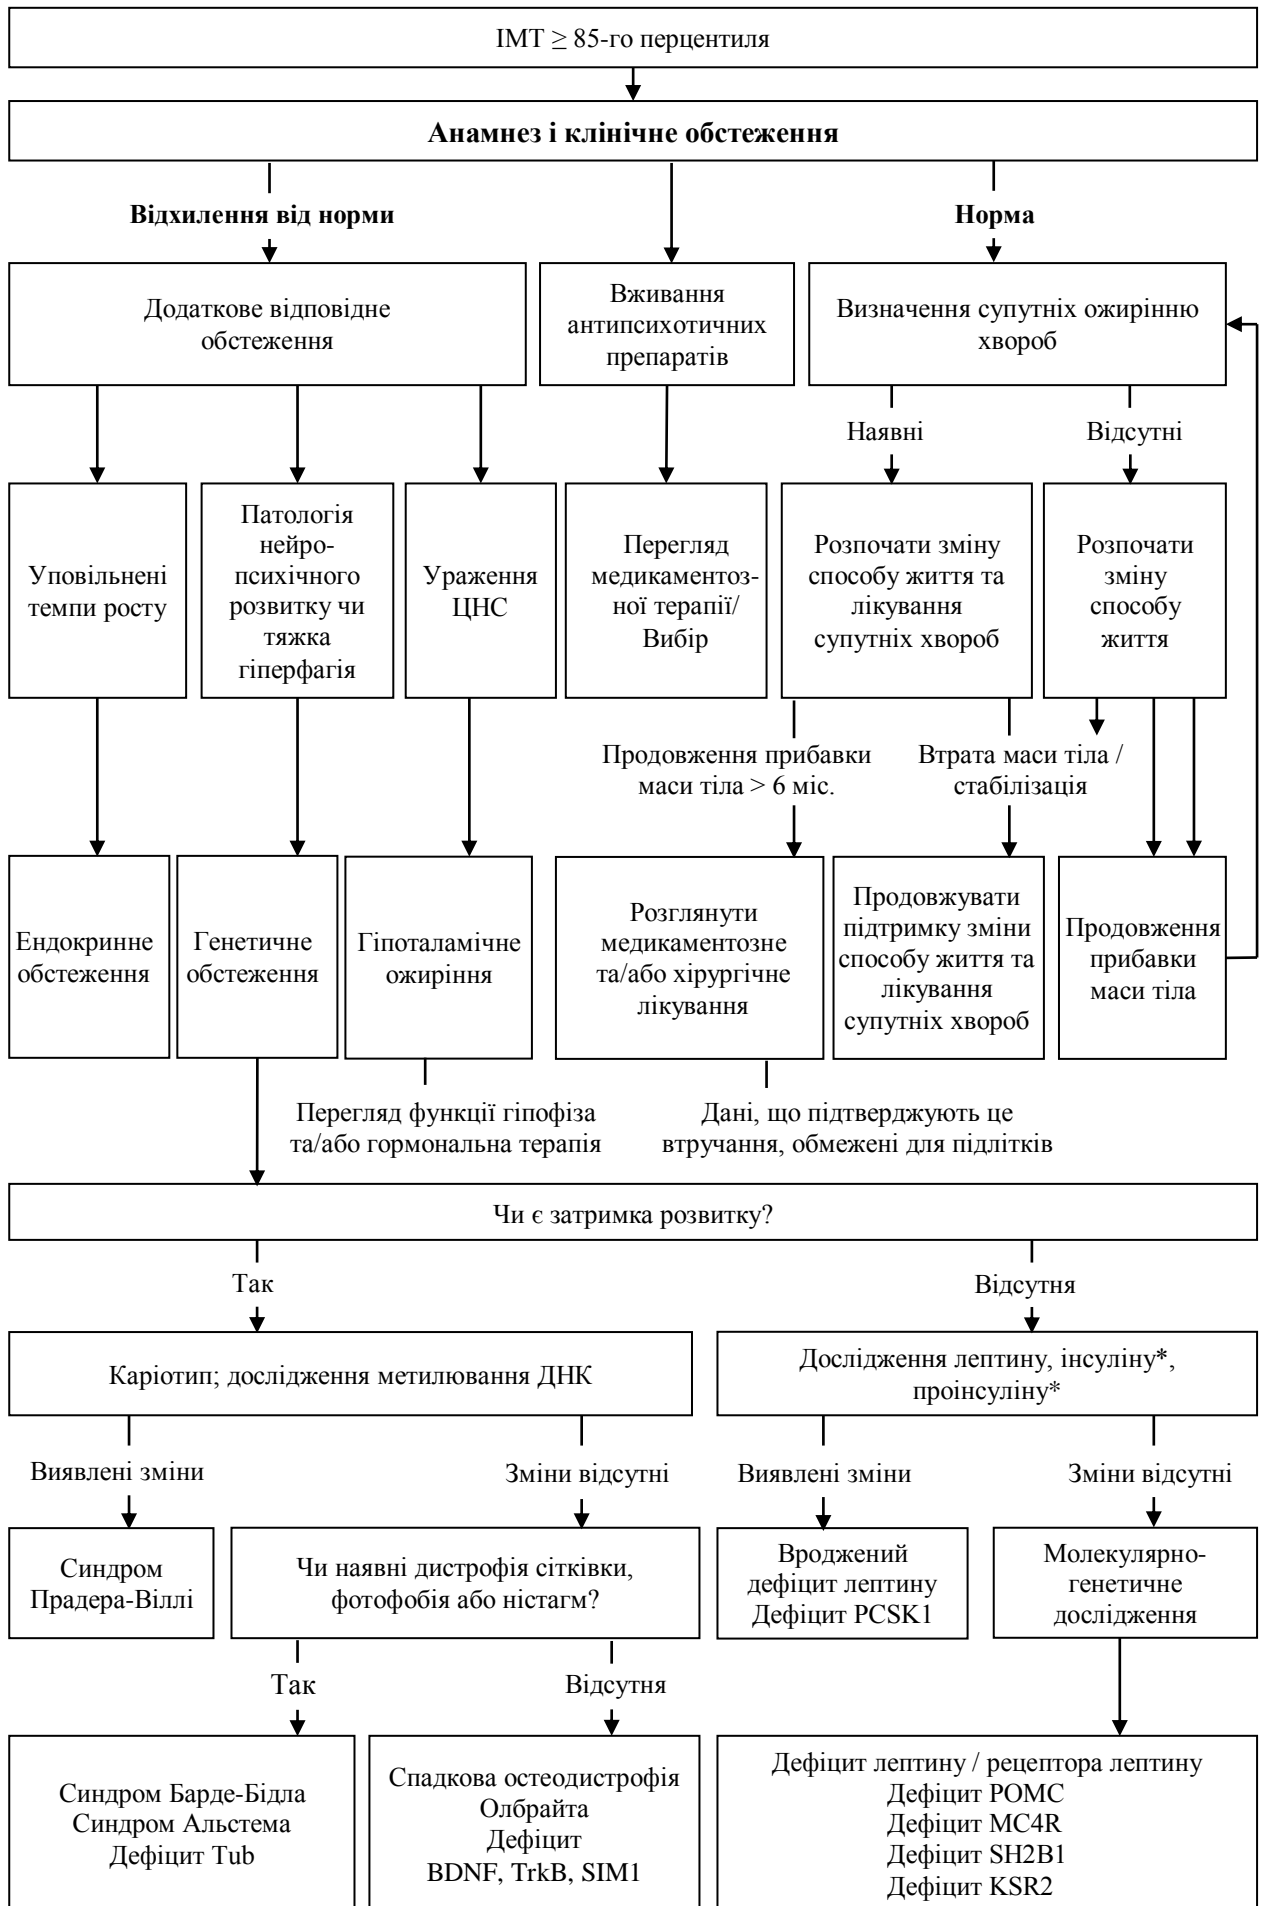 ІМТ ≥ 85-го перцентиля
Анамнез і клінічне обстеження
Відхилення від норми
Норма
Додаткове відповідне
обстеження
Вживання
антипсихотичних
препаратів
Визначення супутніх ожирінню
хвороб
Наявні
Відсутні
Уповільнені
темпи росту
Патологія
нейро-
психічного
розвитку чи
тяжка
гіперфагія
Ураження
ЦНС
Перегляд
медикаментоз-
ної терапії/
Вибір
Розпочати зміну
способу життя та
лікування
супутніх хвороб
Розпочати
зміну
способу
життя
Продовження прибавки
маси тіла > 6 міс.
Втрата маси тіла /
стабілізація
Ендокринне
обстеження
Генетичне
обстеження
Гіпоталамічне
ожиріння
Розглянути
медикаментозне
та/або хірургічне
лікування
Продовжувати
підтримку зміни
способу життя та
лікування
супутніх хвороб
Продовження
прибавки
маси тіла
Перегляд функції гіпофіза
та/або гормональна терапія
Дані, що підтверджують це
втручання, обмежені для підлітків
Чи є затримка розвитку?
Так
Відсутня
Каріотип; дослідження метилювання ДНК
Дослідження лептину, інсуліну*,
проінсуліну*
Виявлені зміни
Зміни відсутні
Виявлені зміни
Зміни відсутні
Синдром
Прадера-Віллі
Чи наявні дистрофія сітківки,
фотофобія або ністагм?
Вроджений
дефіцит лептину
Дефіцит PCSK1
Молекулярно-
генетичне
дослідження
Так
Відсутня
Синдром Барде-Бідла
Синдром Альстема
Дефіцит Tub
Спадкова остеодистрофія
Олбрайта
Дефіцит
BDNF, TrkB, SIM1
Дефіцит лептину / рецептора лептину
Дефіцит POMC
Дефіцит MC4R
Дефіцит SH2B1
Дефіцит KSR2